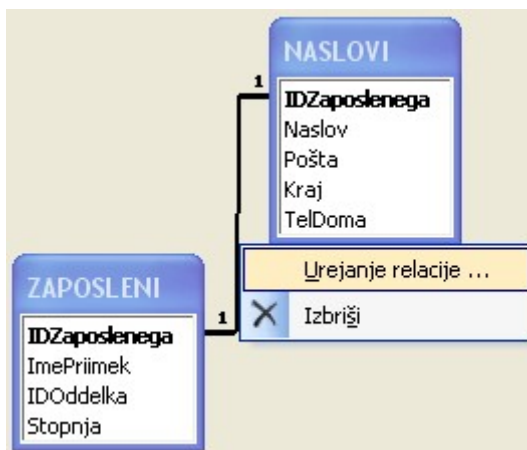 NASLOVI
1
IDZaposlenega
Naslov
Pošta
Kraj
TelDoma
Urejanje relacije ...
Izbriši
ZAPOSLENI
1
IDZaposlenega
ImePriimek
IDOddelka
Stopnja